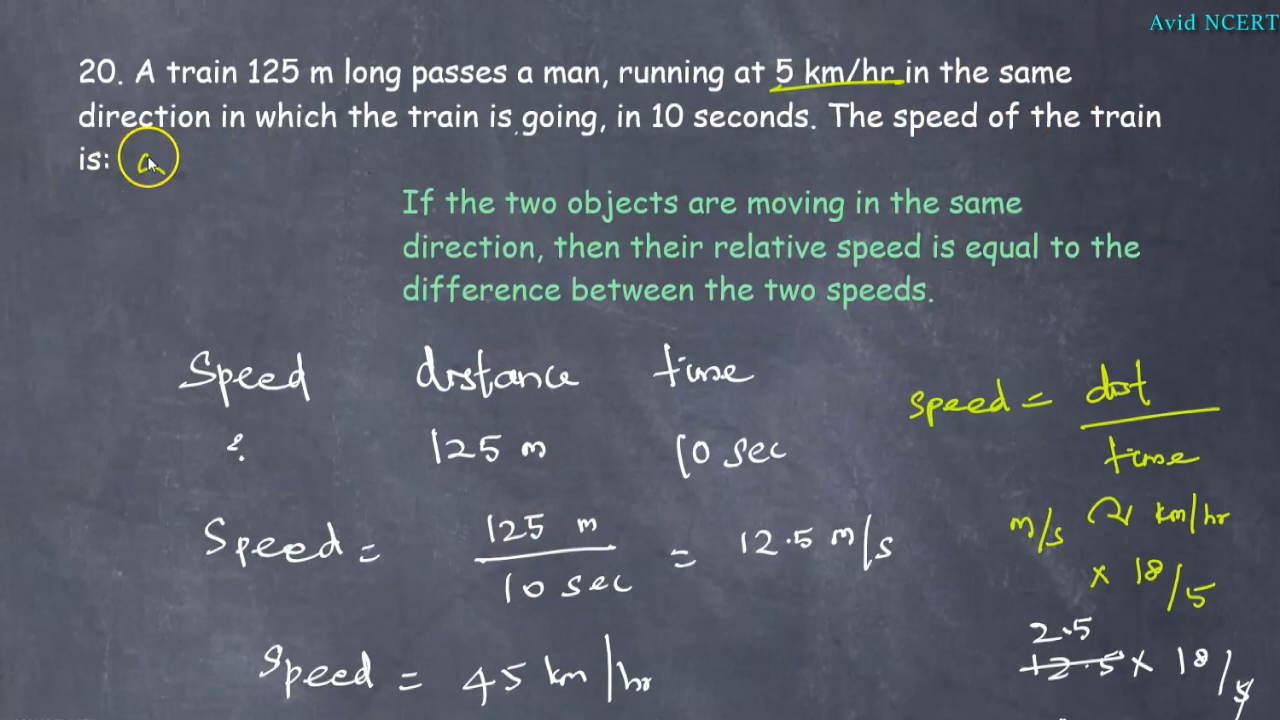 Avid NCERT
20. A train 125 m long passes a man, running at 5 km/hr in the same
direction in which the train is going, in 10 seconds. The speed of the train
is:
If the two objects are moving in the same
direction, then their relative speed is equal to the
difference between the two speeds.
Speed distance time
? 125 m 10 sec
Speed = 125 m / 10 sec = 12.5 m/s
Speed = 45 km/hr
speed = dist
time
m/s km/hr
× 18/5
2.5
12.5 × 18/5